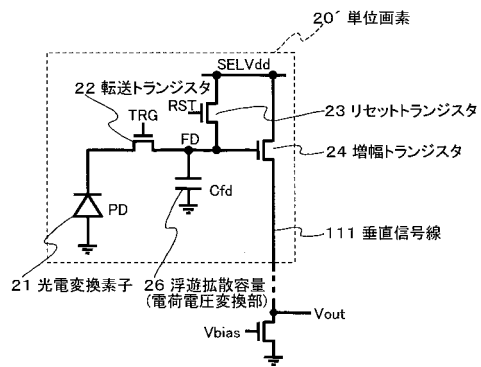 20´ 単位画素
SELVdd
22 転送トランジスタ
RST
TRG
23 リセットトランジスタ
FD
24 増幅トランジスタ
Cfd
PD
111 垂直信号線
21 光電変換素子
26 浮遊拡散容量
(電荷電圧変換部)
Vout
Vbias